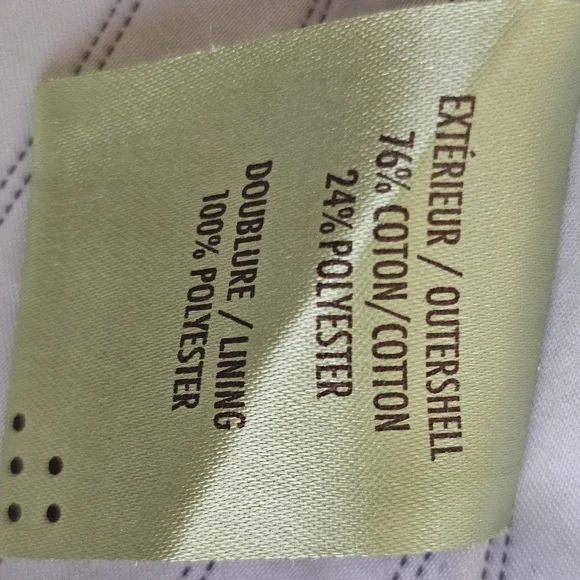 EXTÉRIEUR / OUTERSHELL
76% COTON/COTTON
24% POLYESTER
DOUBLURE / LINING
100% POLYESTER